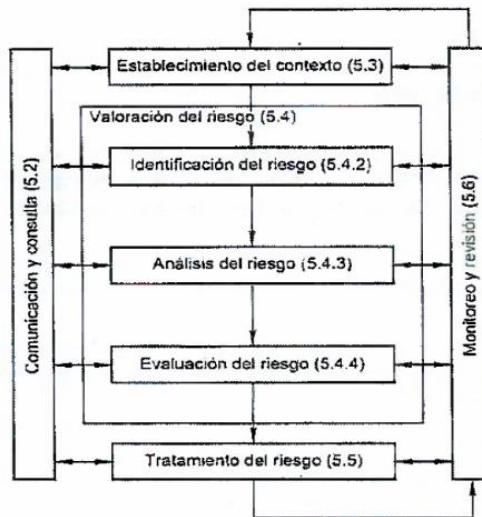 Establecimiento del contexto (5.3)
Valoración del riesgo (5.4)
Identificación del riesgo (5.4.2)
Análisis del riesgo (5.4.3)
Evaluación del riesgo (5.4.4)
Tratamiento del riesgo (5.5)
Comunicación y consulta (5.2)
Monitoreo y revisión (5.6)